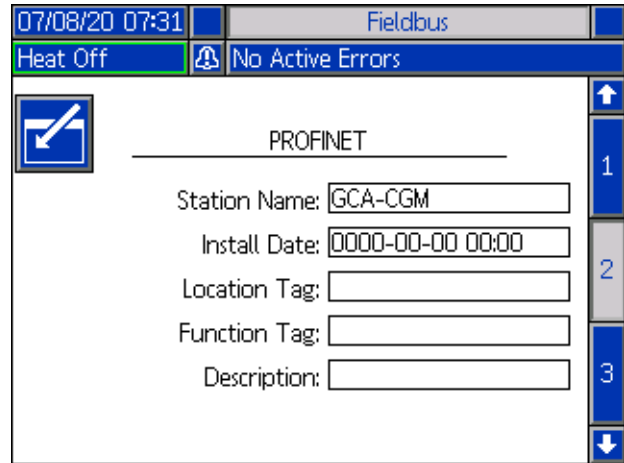 07/08/20 07:31 Fieldbus
Heat Off No Active Errors
PROFINET
1
Station Name: GCA-CGM
Install Date: 0000-00-00 00:00
2
Location Tag:
Function Tag:
Description:
3